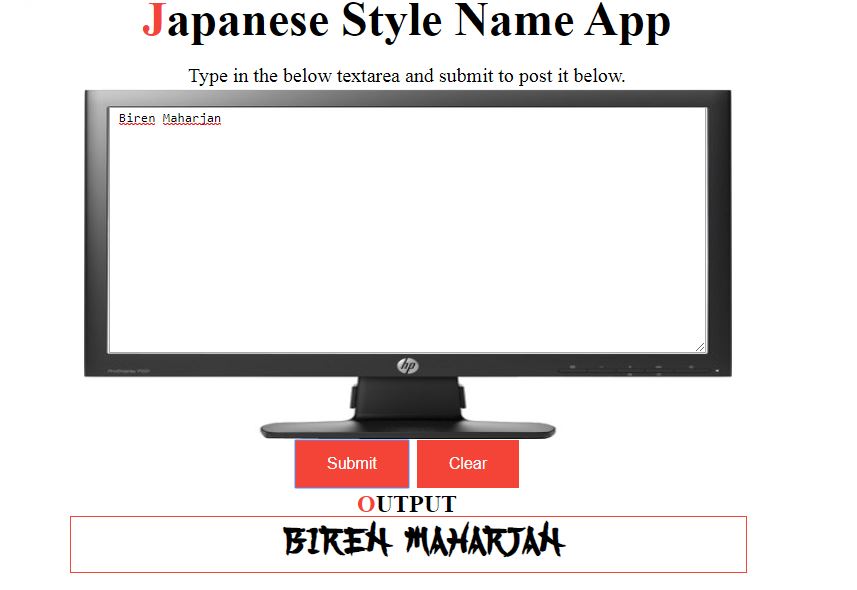 Japanese Style Name App
Type in the below textarea and submit to post it below.
Biren Maharjan
hp
Submit Clear
OUTPUT
BIREN MAHARJAN